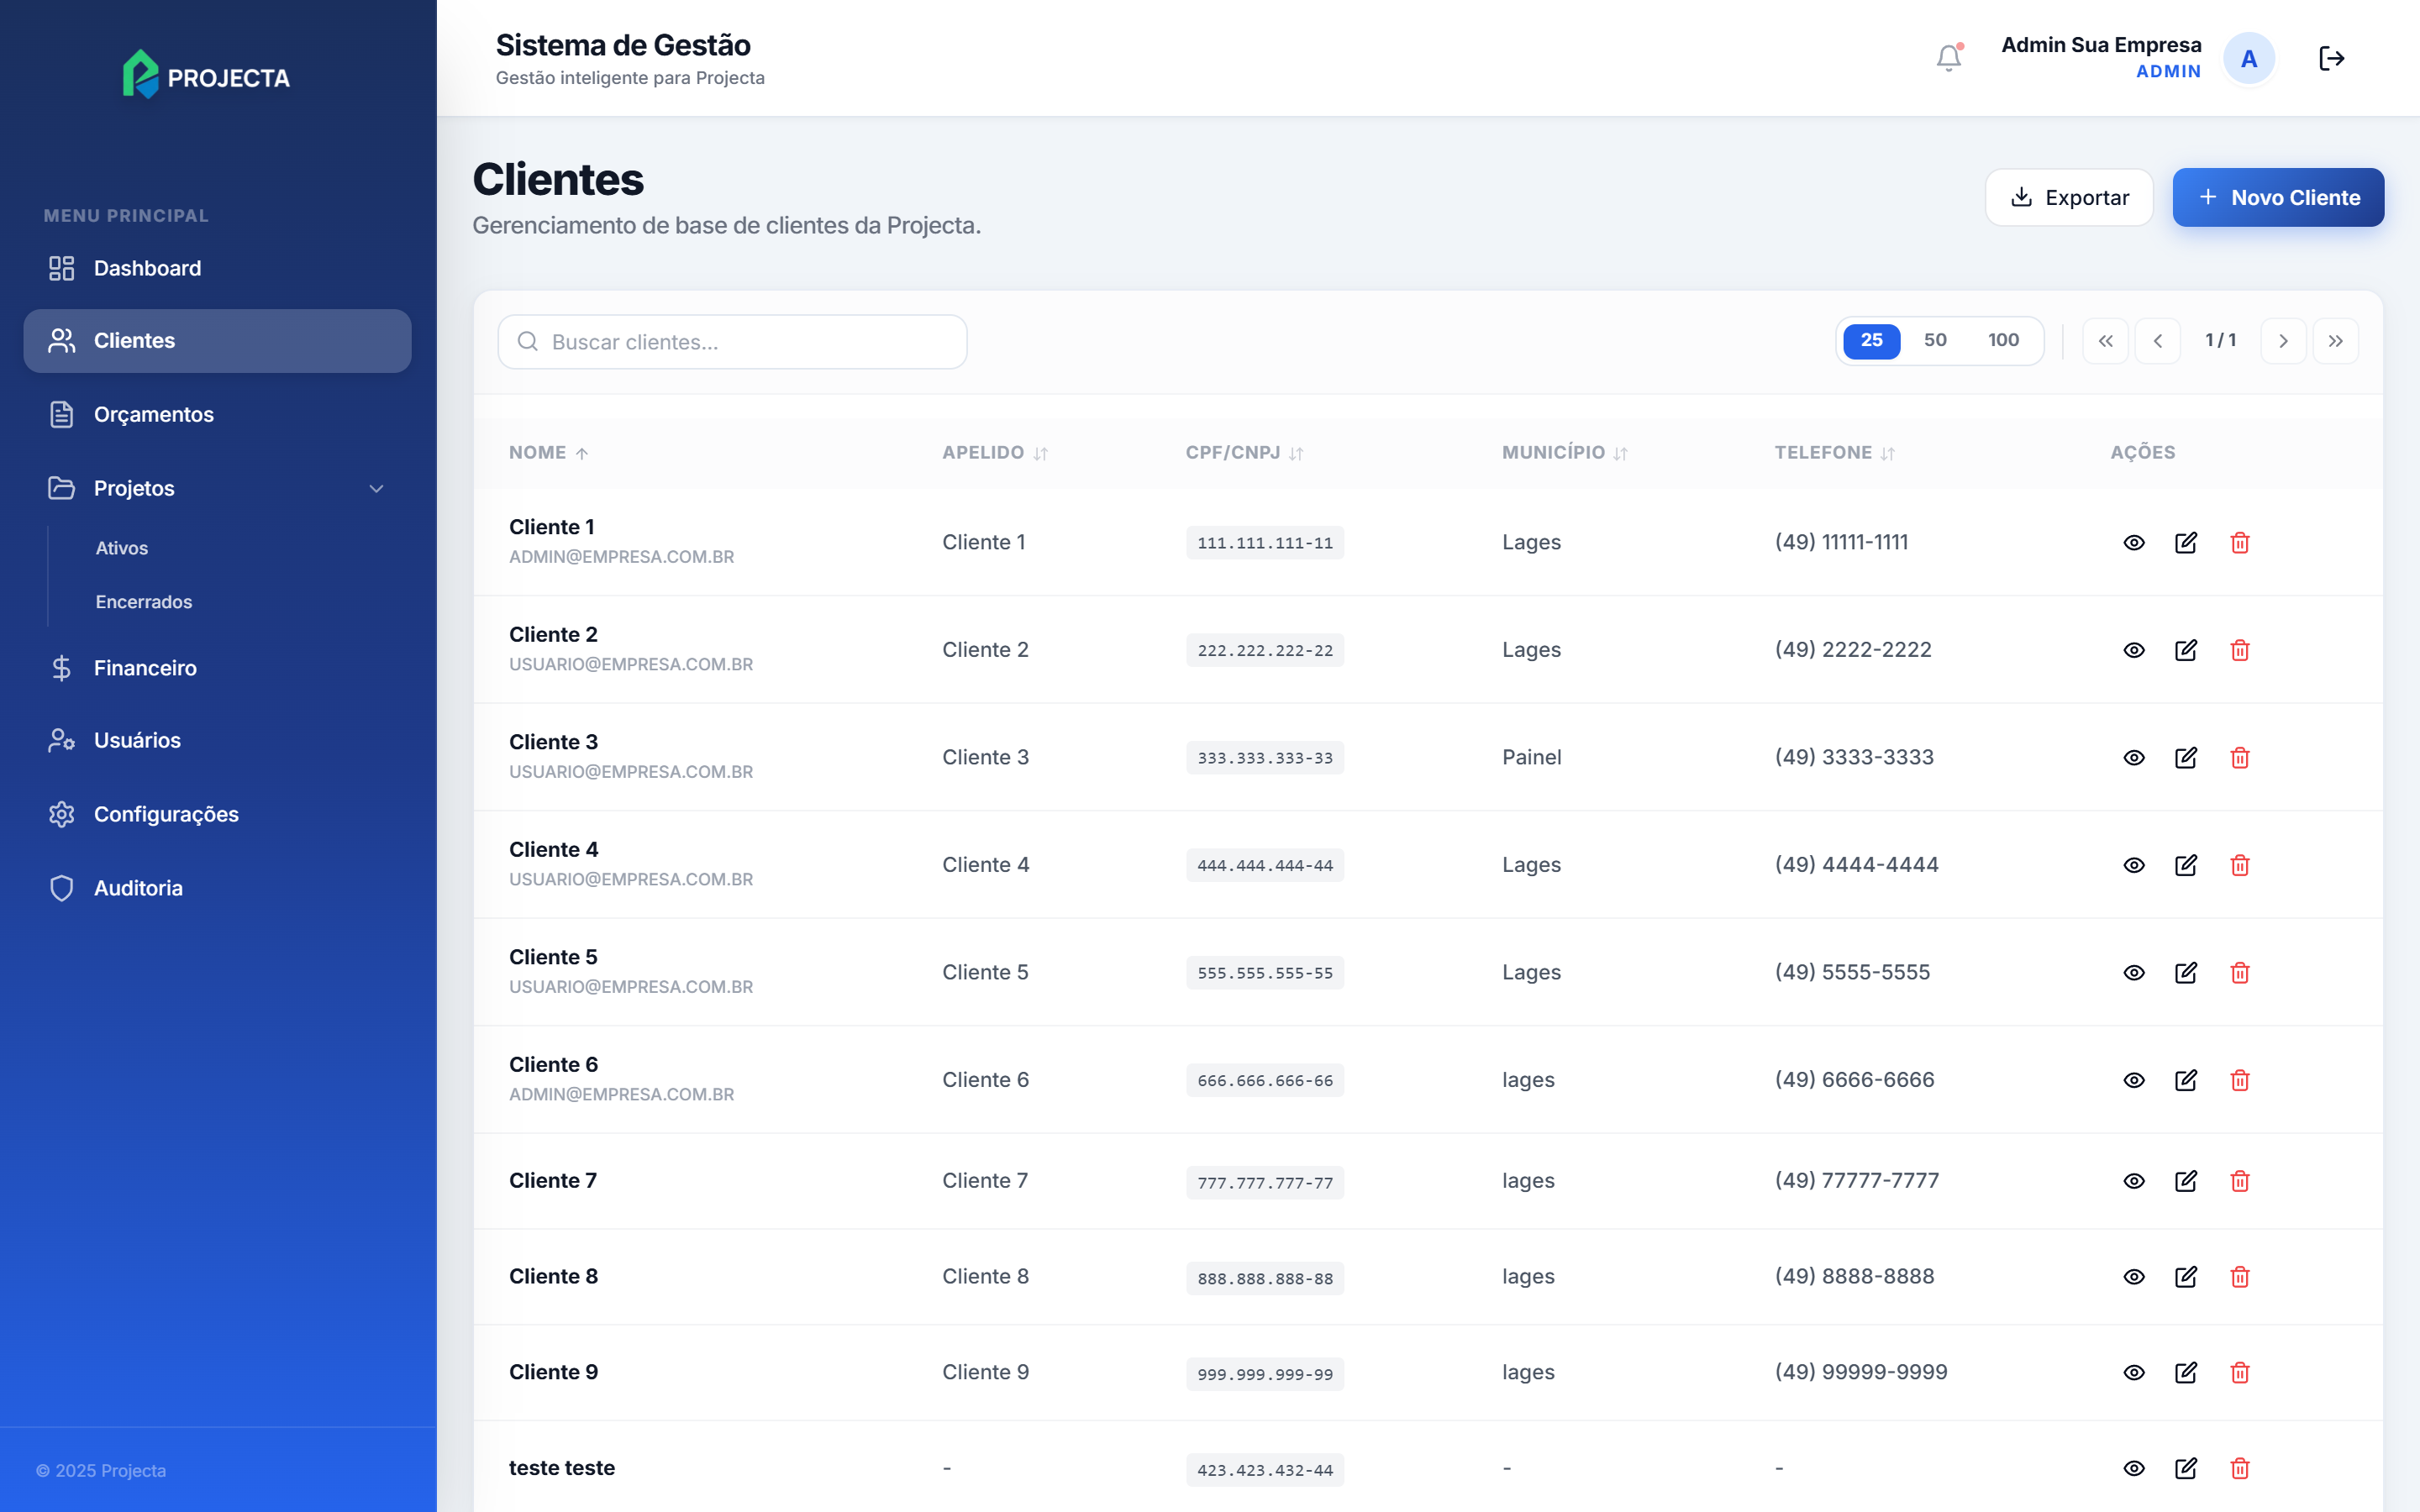 PROJECTA
MENU PRINCIPAL
Dashboard
Clientes
Orçamentos
Projetos
Ativos
Encerrados
Financeiro
Usuários
Configurações
Auditoria
© 2025 Projecta
Sistema de Gestão
Gestão inteligente para Projecta
Admin Sua Empresa
ADMIN
A
Clientes
Gerenciamento de base de clientes da Projecta.
Exportar
+ Novo Cliente
Buscar clientes...
25 50 100
1 / 1
NOME APELIDO CPF/CNPJ MUNICÍPIO TELEFONE AÇÕES
Cliente 1
ADMIN@EMPRESA.COM.BR
Cliente 1 111.111.111-11 Lages (49) 11111-1111
Cliente 2
USUARIO@EMPRESA.COM.BR
Cliente 2 222.222.222-22 Lages (49) 2222-2222
Cliente 3
USUARIO@EMPRESA.COM.BR
Cliente 3 333.333.333-33 Painel (49) 3333-3333
Cliente 4
USUARIO@EMPRESA.COM.BR
Cliente 4 444.444.444-44 Lages (49) 4444-4444
Cliente 5
USUARIO@EMPRESA.COM.BR
Cliente 5 555.555.555-55 Lages (49) 5555-5555
Cliente 6
ADMIN@EMPRESA.COM.BR
Cliente 6 666.666.666-66 lages (49) 6666-6666
Cliente 7 Cliente 7 777.777.777-77 lages (49) 77777-7777
Cliente 8 Cliente 8 888.888.888-88 lages (49) 8888-8888
Cliente 9 Cliente 9 999.999.999-99 lages (49) 99999-9999
teste teste - 423.423.432-44 - -